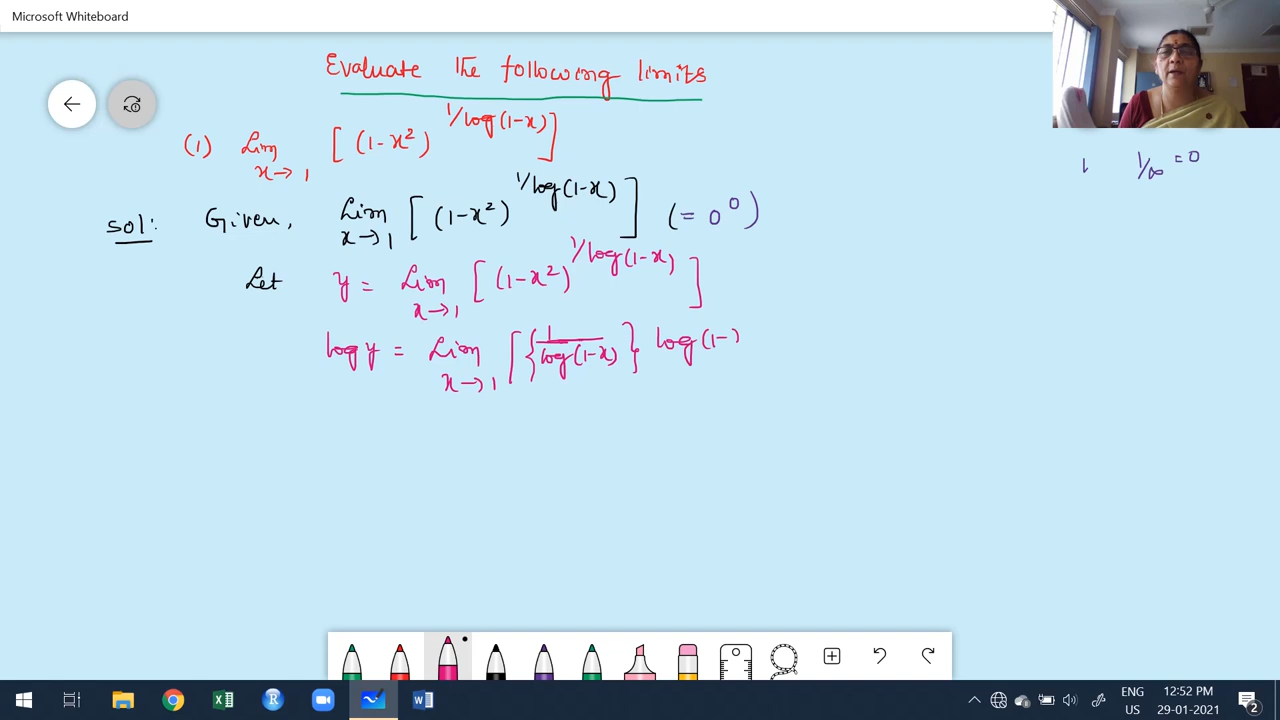 Microsoft Whiteboard
Evaluate The following limits
(1) Lim x→1 [(1-x²)^1/log(1-x)]
1 1/∞ = 0
Sol: Given, Lim x→1 [(1-x²)^1/log(1-x)] (= 0⁰)
Let y = Lim x→1 [(1-x²)^1/log(1-x)]
log y = Lim x→1 [{1/log(1-x)} log(1-)
ENG
US
12:52 PM
29-01-2021
2